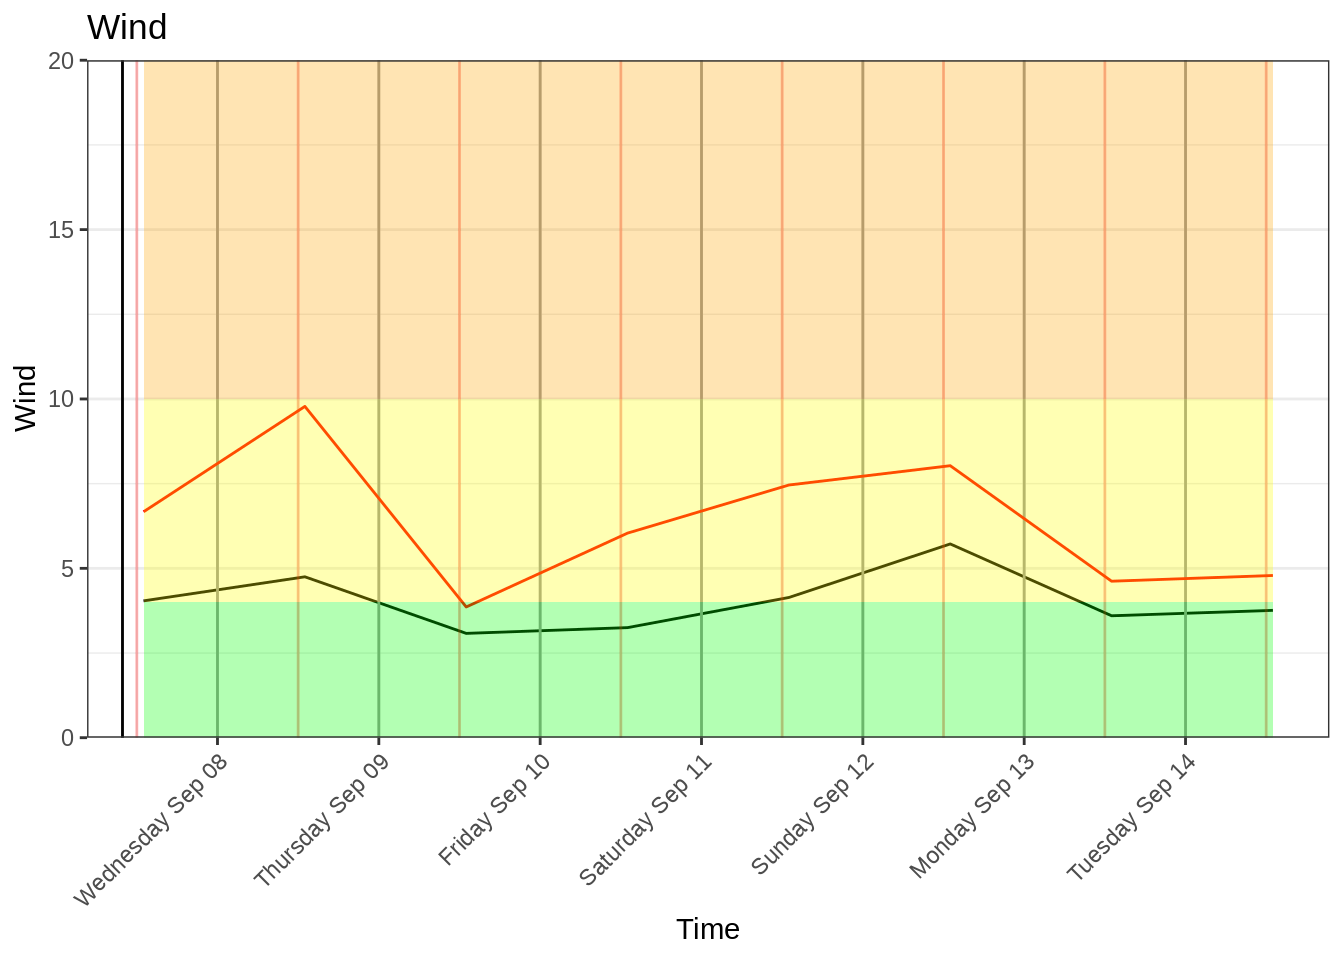 Wind
20
15
10
5
0
Wind
Wednesday Sep 08
Thursday Sep 09
Friday Sep 10
Saturday Sep 11
Sunday Sep 12
Monday Sep 13
Tuesday Sep 14
Time